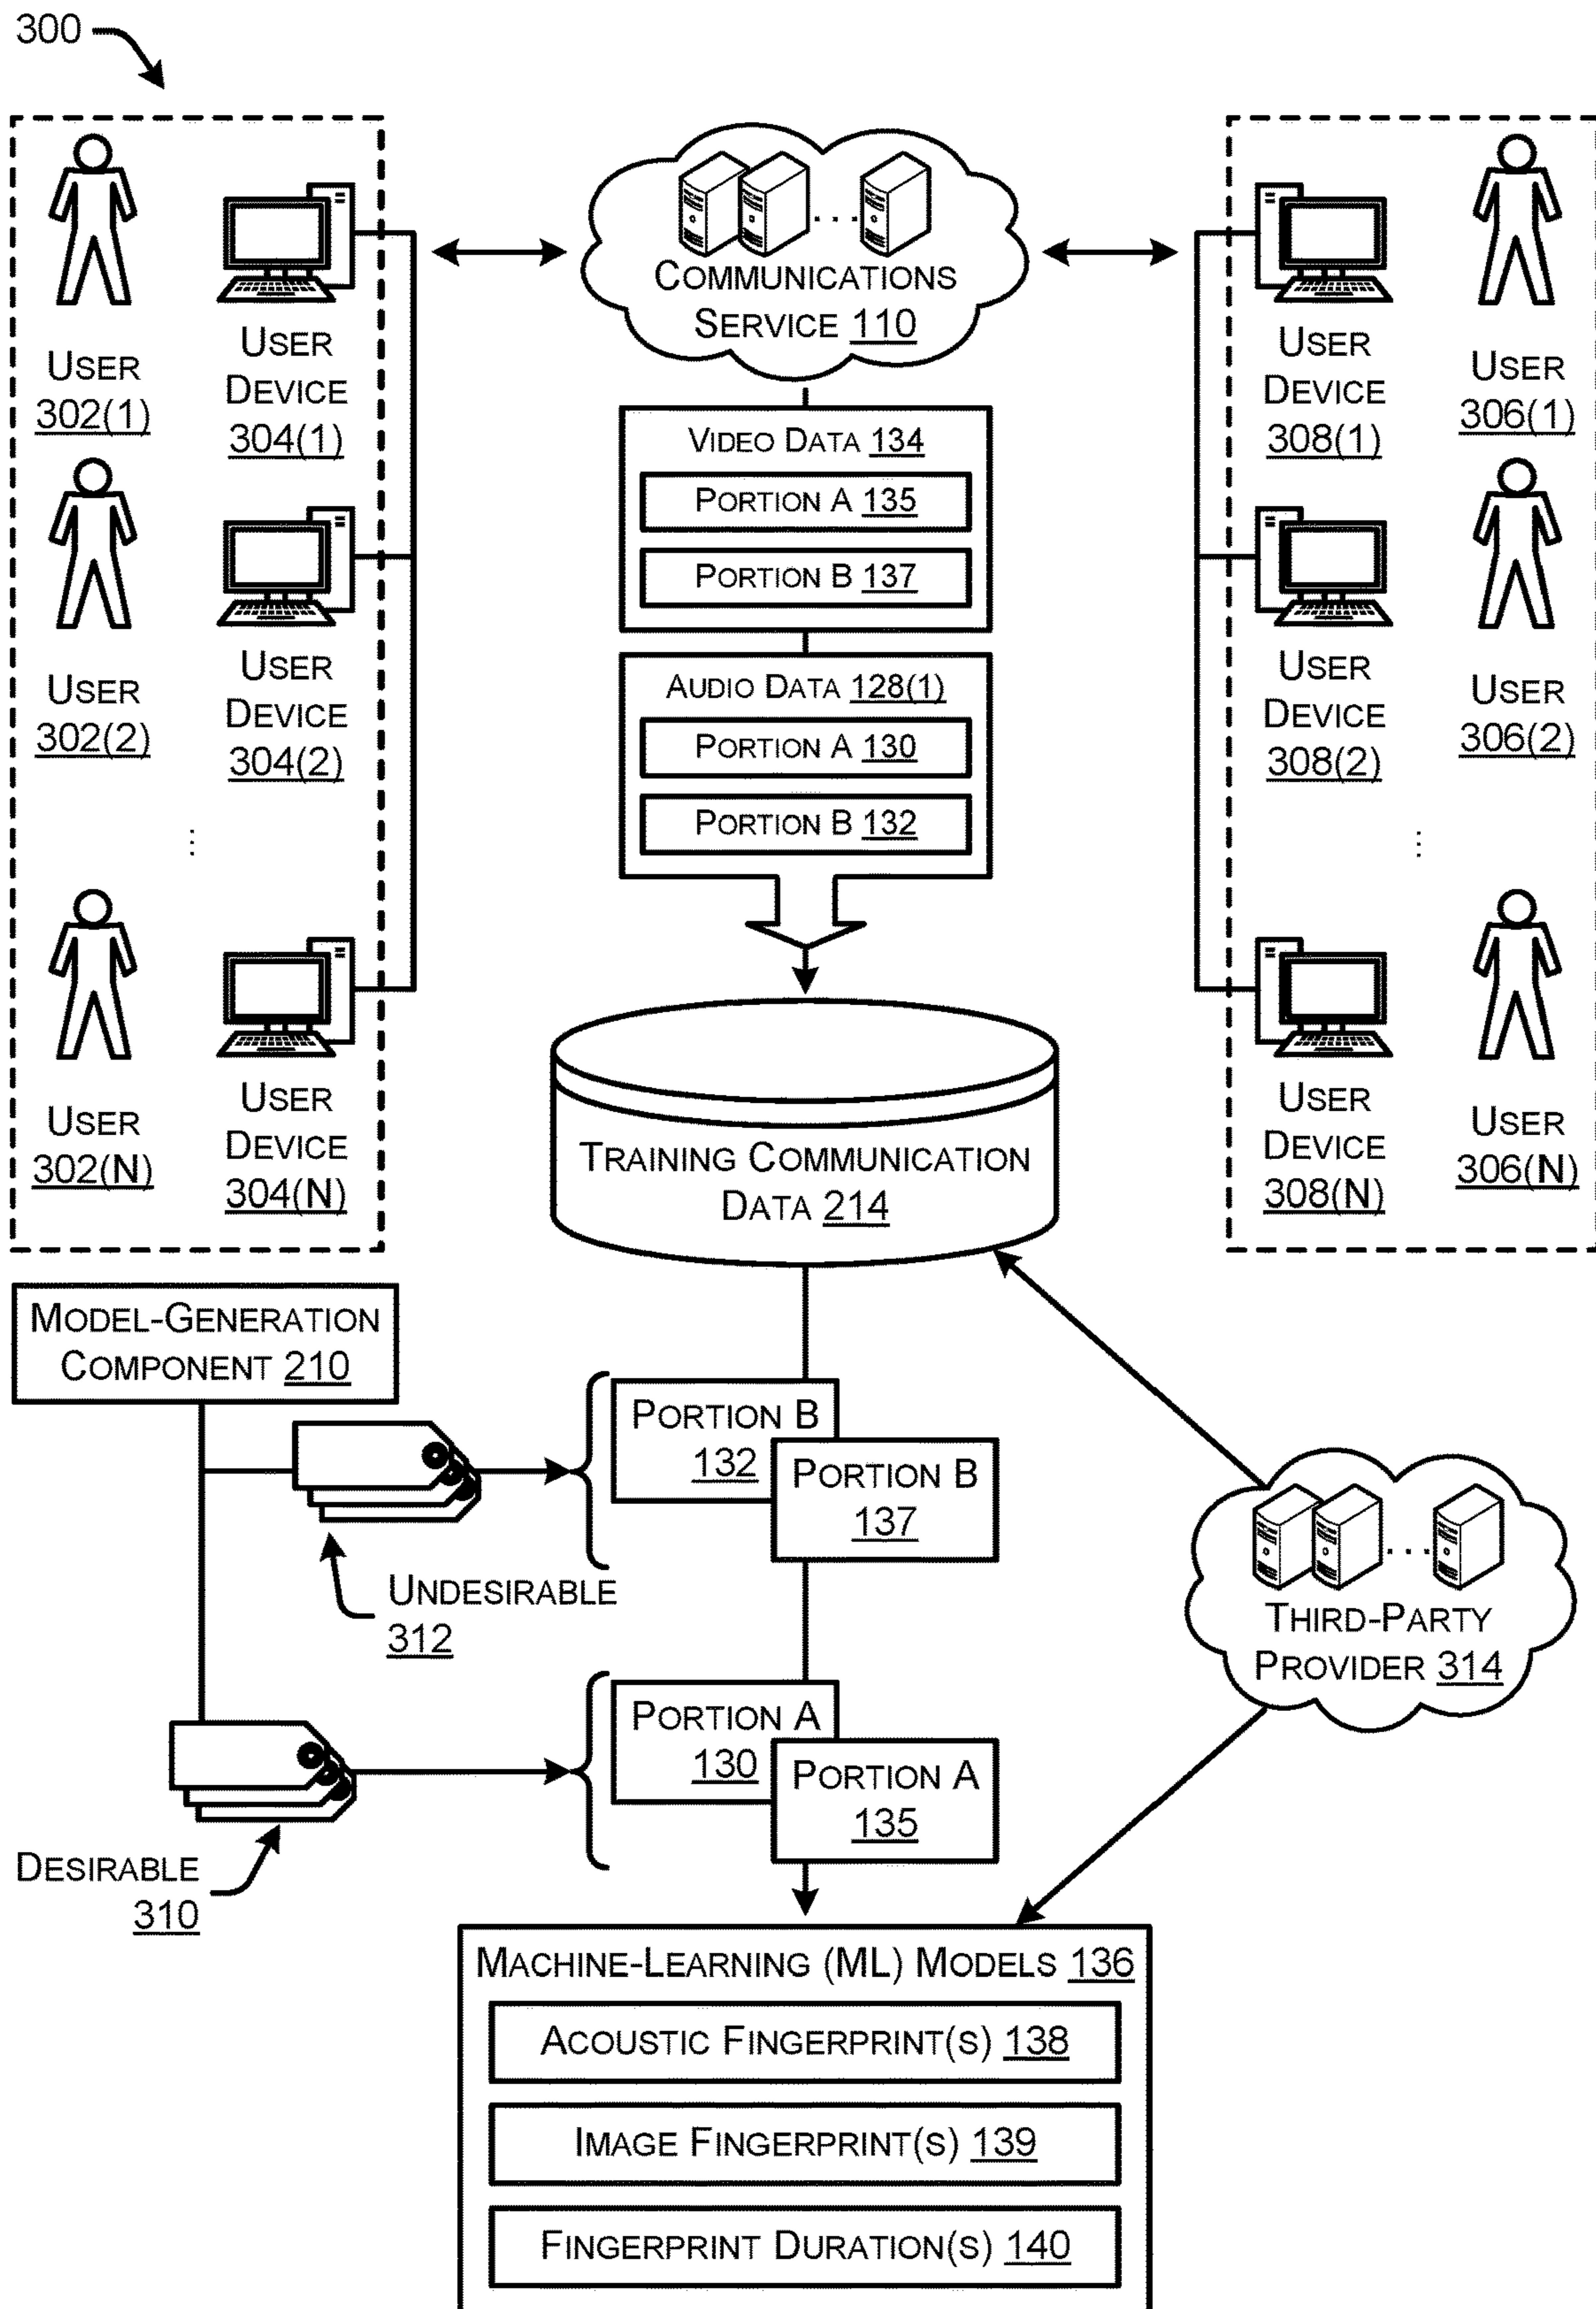 300
USER
302(1)
USER
DEVICE
304(1)
USER
302(2)
USER
DEVICE
304(2)
...
USER
302(N)
USER
DEVICE
304(N)
...
COMMUNICATIONS
SERVICE 110
VIDEO DATA 134
PORTION A 135
PORTION B 137
AUDIO DATA 128(1)
PORTION A 130
PORTION B 132
USER
DEVICE
308(1)
USER
306(1)
USER
DEVICE
308(2)
USER
306(2)
...
USER
DEVICE
308(N)
USER
306(N)
TRAINING COMMUNICATION
DATA 214
MODEL-GENERATION
COMPONENT 210
PORTION B
132
PORTION B
137
UNDESIRABLE
312
...
THIRD-PARTY
PROVIDER 314
PORTION A
130
PORTION A
135
DESIRABLE
310
MACHINE-LEARNING (ML) MODELS 136
ACOUSTIC FINGERPRINT(S) 138
IMAGE FINGERPRINT(S) 139
FINGERPRINT DURATION(S) 140